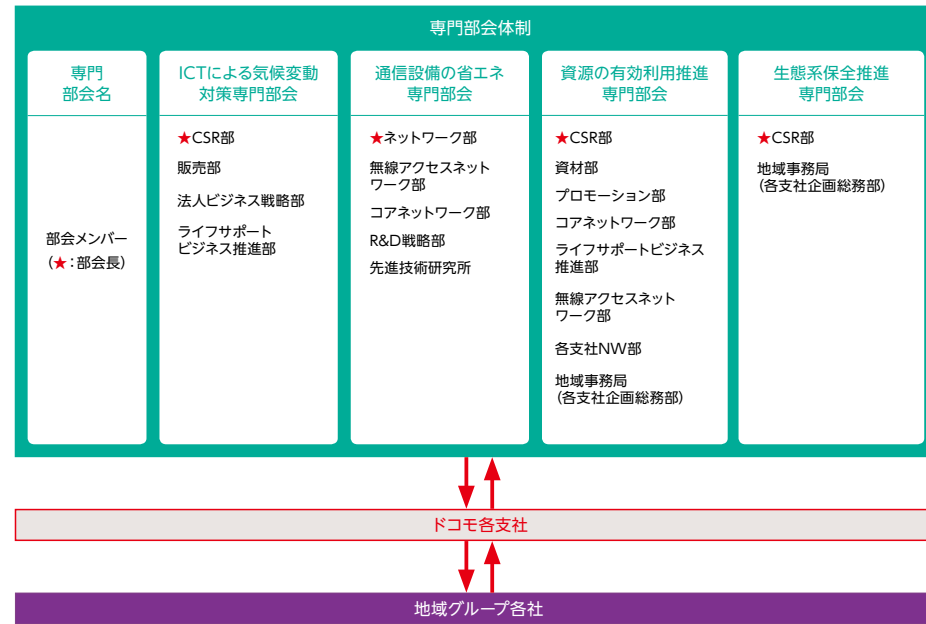 専門部会体制
専門
部会名
部会メンバー
(★:部会長)
ICTによる気候変動
対策専門部会
★CSR部
販売部
法人ビジネス戦略部
ライフサポート
ビジネス推進部
通信設備の省エネ
専門部会
★ネットワーク部
無線アクセスネット
ワーク部
コアネットワーク部
R&D戦略部
先進技術研究所
資源の有効利用推進
専門部会
★CSR部
資材部
プロモーション部
コアネットワーク部
ライフサポートビジネス
推進部
無線アクセスネット
ワーク部
各支社NW部
地域事務局
(各支社企画総務部)
生態系保全推進
専門部会
★CSR部
地域事務局
(各支社企画総務部)
ドコモ各支社
地域グループ各社